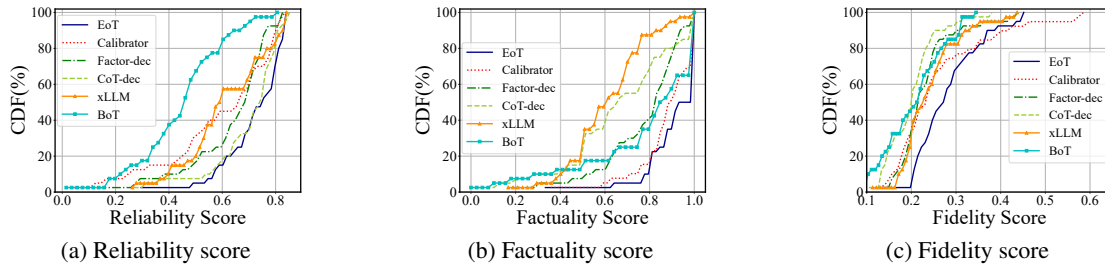 CDF(%)
100
80
60
40
20
0
EoT
Calibrator
Factor-dec
CoT-dec
xLLM
BoT
0.0 0.2 0.4 0.6 0.8
Reliability Score
(a) Reliability score
CDF(%)
100
80
60
40
20
0
EoT
Calibrator
Factor-dec
CoT-dec
xLLM
BoT
0.0 0.2 0.4 0.6 0.8 1.0
Factuality Score
(b) Factuality score
CDF(%)
100
80
60
40
20
0
EoT
Calibrator
Factor-dec
CoT-dec
xLLM
BoT
0.1 0.2 0.3 0.4 0.5 0.6
Fidelity Score
(c) Fidelity score